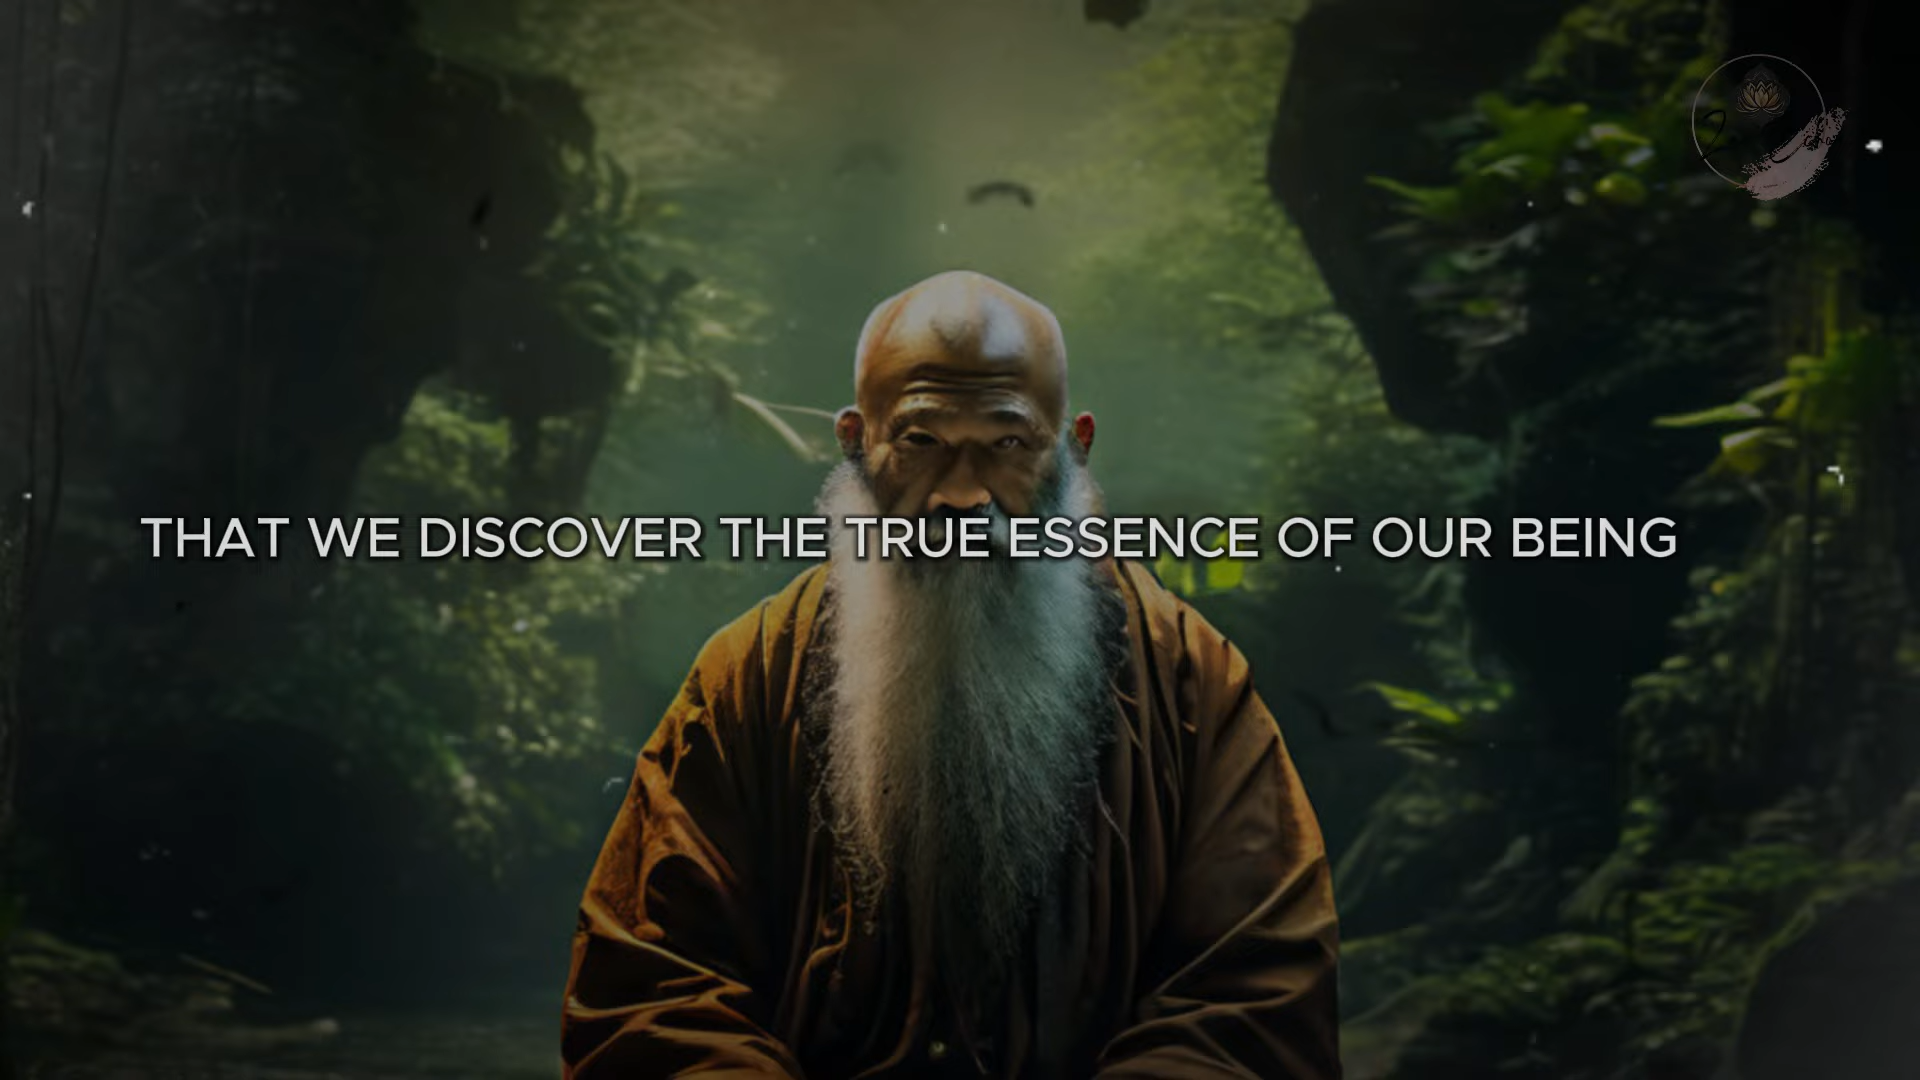 THAT WE DISCOVER THE TRUE ESSENCE OF OUR BEING